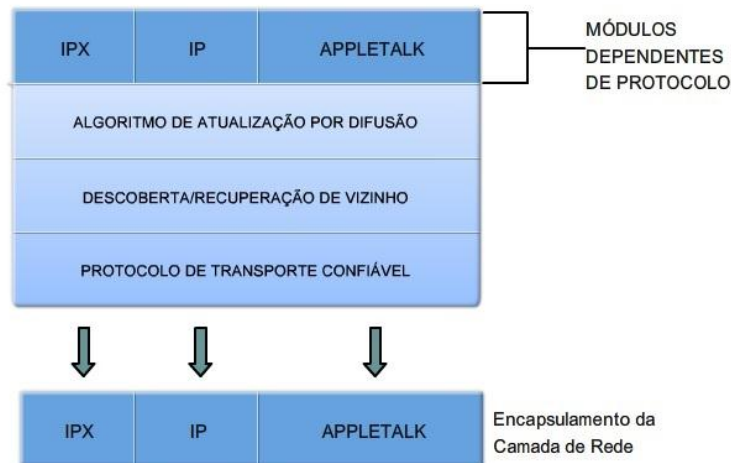 IPX IP APPLETALK
MÓDULOS
DEPENDENTES
DE PROTOCOLO
ALGORITMO DE ATUALIZAÇÃO POR DIFUSÃO
DESCOBERTA/RECUPERAÇÃO DE VIZINHO
PROTOCOLO DE TRANSPORTE CONFIÁVEL
IPX IP APPLETALK
Encapsulamento da
Camada de Rede